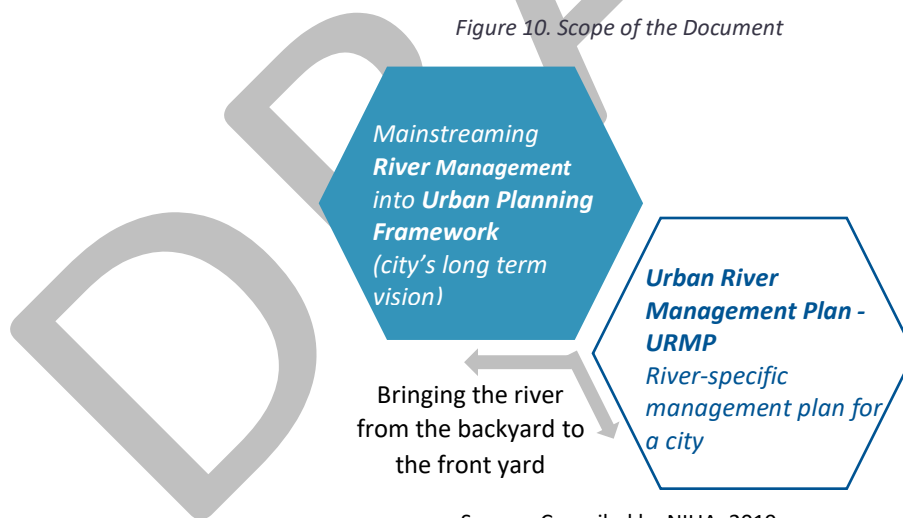 Figure 10. Scope of the Document
Mainstreaming
River Management
into Urban Planning
Framework
(city's long term
vision)
Urban River
Management Plan -
URMP
River-specific
management plan for
a city
Bringing the river
from the backyard to
the front yard